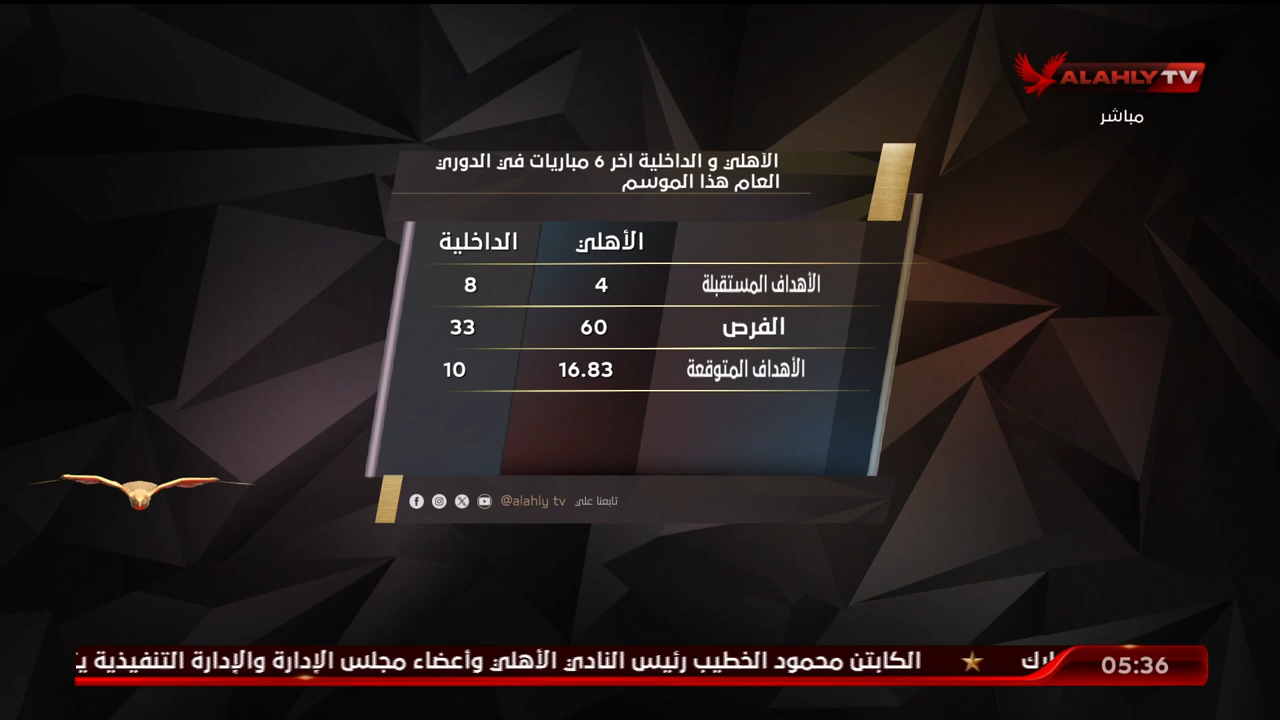 ALAHLY TV
مباشر
الأهلي و الداخلية اخر 6 مباريات في الدوري
العام هذا الموسم
الأهلي الداخلية
الأهداف المستقبلة 4 8
الفرص 60 33
الأهداف المتوقعة 16.83 10
تابعنا علي @alahly tv
05:36
الكابتن محمود الخطيب رئيس النادي الأهلي وأعضاء مجلس الإدارة والإدارة التنفيذية